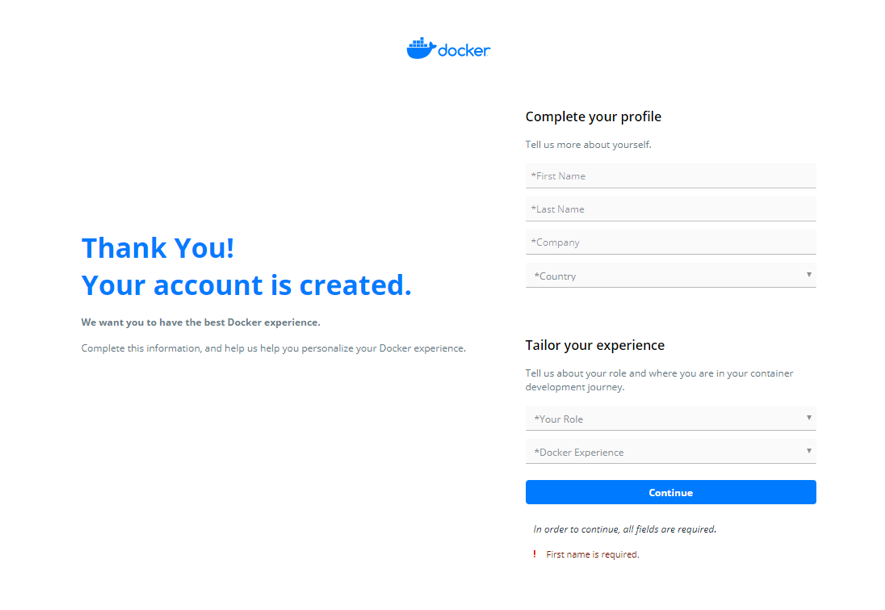 docker
Thank You!
Your account is created.
We want you to have the best Docker experience.
Complete this information, and help us help you personalize your Docker experience.
Complete your profile
Tell us more about yourself.
*First Name
*Last Name
*Company
*Country
Tailor your experience
Tell us about your role and where you are in your container
development journey.
*Your Role
*Docker Experience
Continue
In order to continue, all fields are required.
! First name is required.